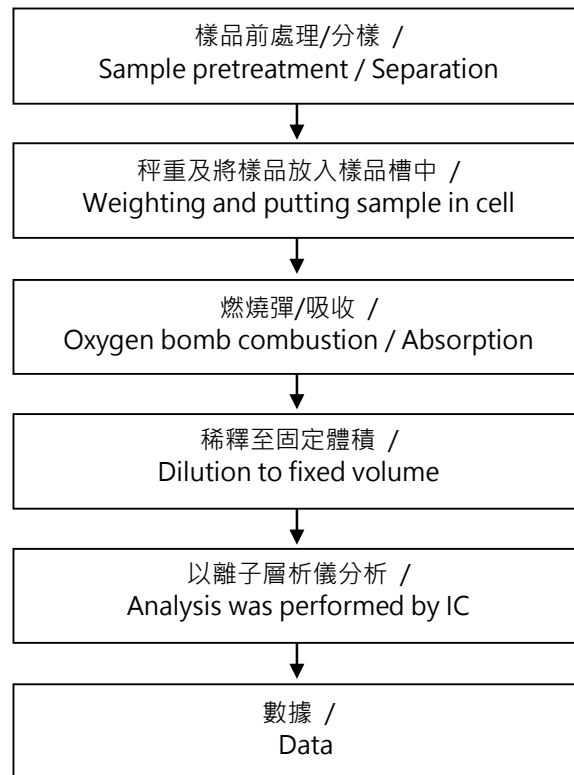 樣品前處理/分樣 /
Sample pretreatment / Separation
秤重及將樣品放入樣品槽中 /
Weighting and putting sample in cell
燃燒彈/吸收 /
Oxygen bomb combustion / Absorption
稀釋至固定體積 /
Dilution to fixed volume
以離子層析儀分析 /
Analysis was performed by IC
數據 /
Data